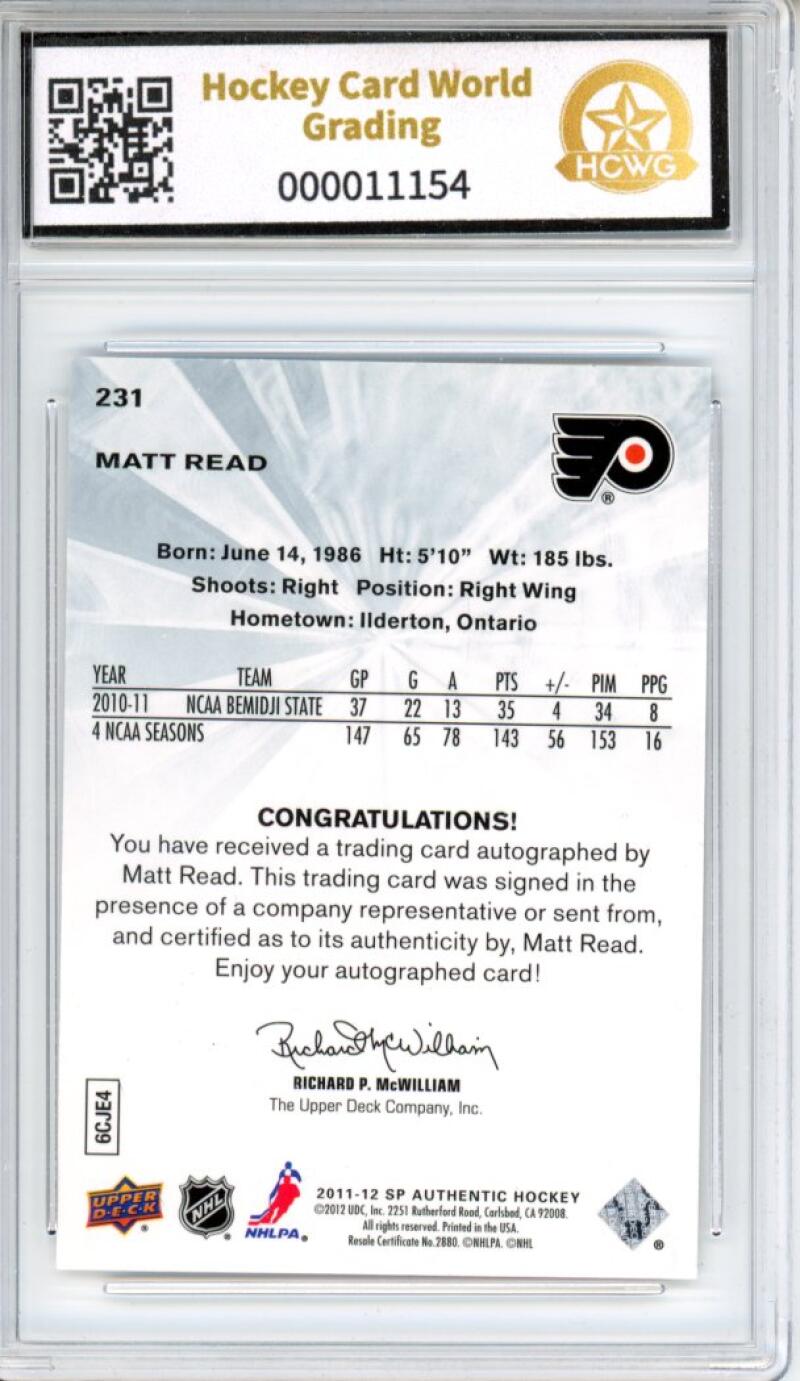 Hockey Card World
Grading
000011154
HCWG
231
MATT READ
®
Born: June 14, 1986 Ht: 5'10" Wt: 185 lbs.
Shoots: Right Position: Right Wing
Hometown: Ilderton, Ontario
YEAR TEAM GP G A PTS +/- PIM PPG
2010-11 NCAA BEMIDJI STATE 37 22 13 35 4 34 8
4 NCAA SEASONS 147 65 78 143 56 153 16
CONGRATULATIONS!
You have received a trading card autographed by
Matt Read. This trading card was signed in the
presence of a company representative or sent from,
and certified as to its authenticity by, Matt Read.
Enjoy your autographed card!
Richard McWilliam
RICHARD P. McWILLIAM
The Upper Deck Company, Inc.
6CJE4
UPPER
DECK
®
NHL
®
NHLPA®
2011-12 SP AUTHENTIC HOCKEY
©2012 UDC, Inc. 2251 Rutherford Road, Carlsbad, CA 92008.
All rights reserved. Printed in the USA.
Resale Certificate No.2880. ©NHLPA. ©NHL
®